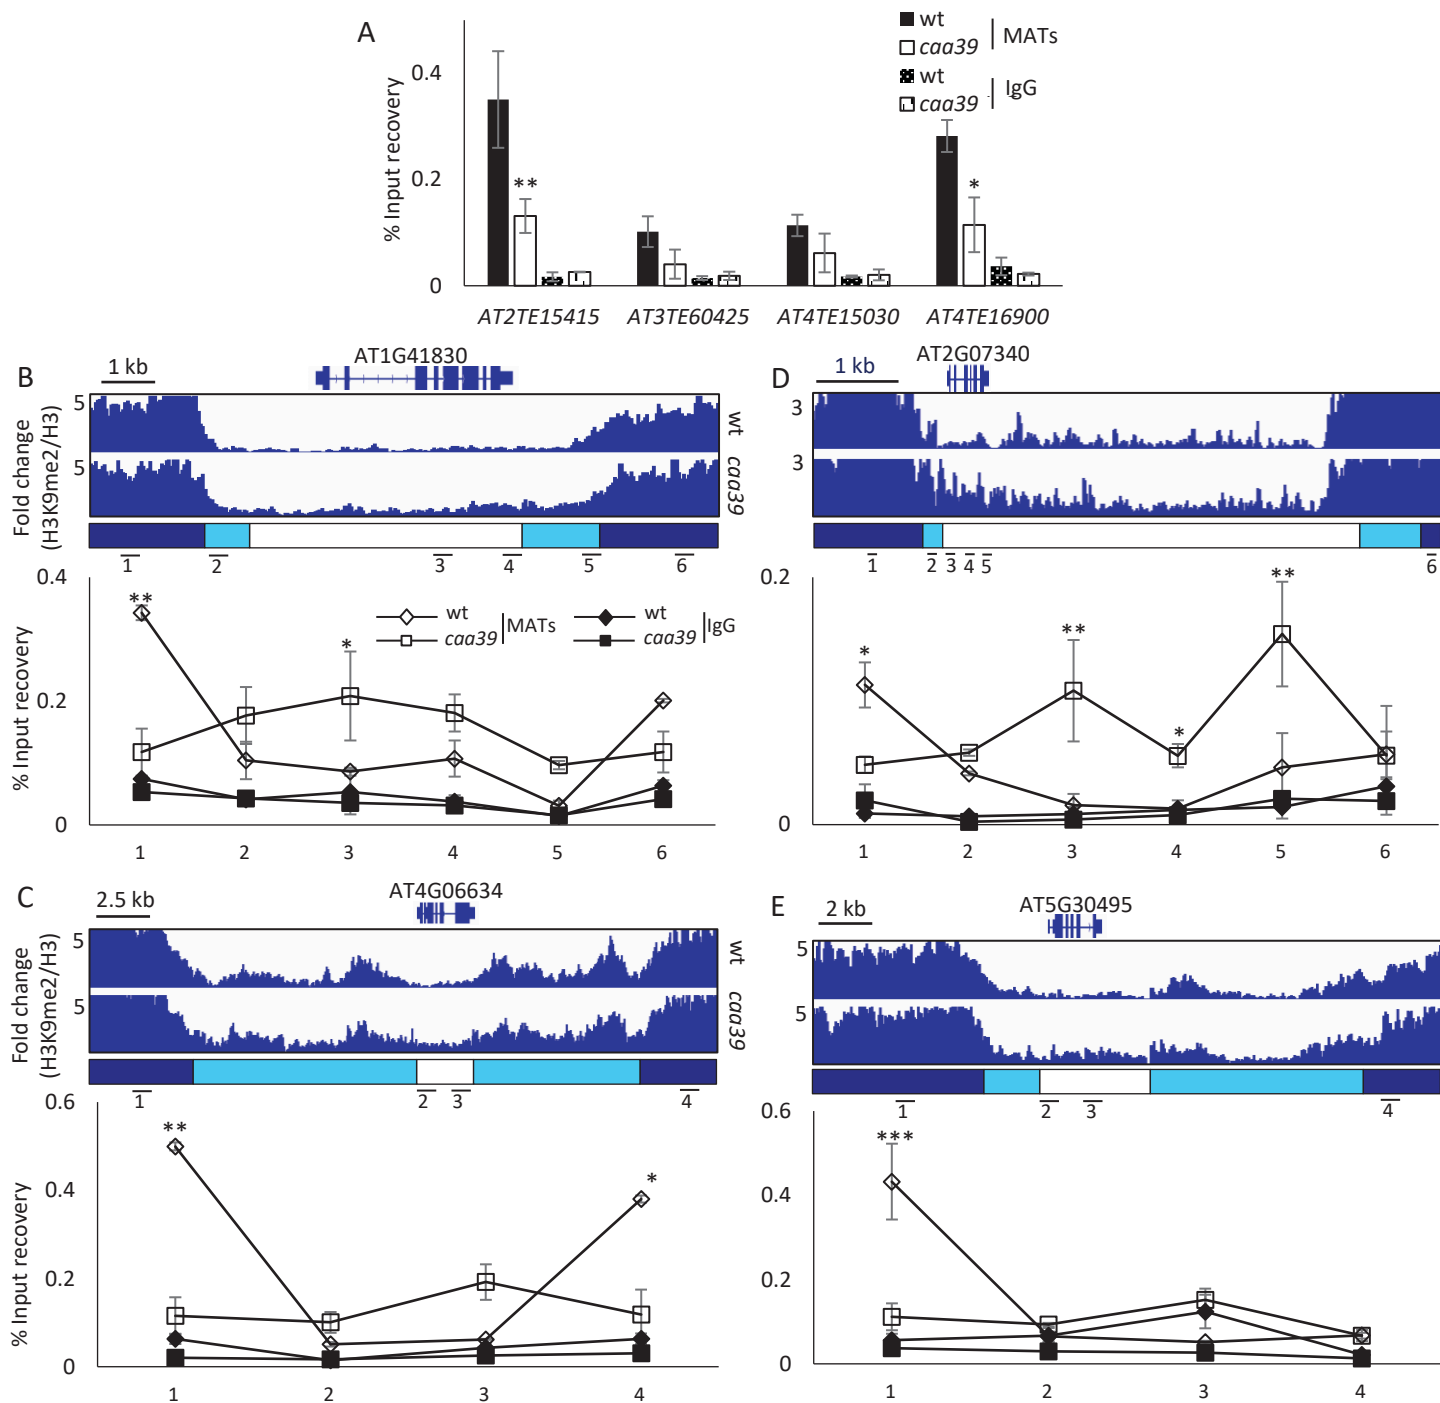 A
% Input recovery
0.4
0.2
0
wt
caa39
MATs
wt
caa39
IgG
**
*
AT2TE15415
AT3TE60425
AT4TE15030
AT4TE16900
B
1 kb
AT1G41830
Fold change
(H3K9me2/H3)
5
5
wt
caa39
1
2
3
4
5
6
% Input recovery
0.4
0.2
0
**
*
wt
caa39
MATs
wt
caa39
IgG
1 2 3 4 5 6
D
1 kb
AT2G07340
3
3
1
2
3
4
5
6
0.2
0
*
**
*
**
1 2 3 4 5 6
C
2.5 kb
AT4G06634
Fold change
(H3K9me2/H3)
5
5
wt
caa39
1
2
3
4
% Input recovery
0.6
0.4
0.2
0
**
*
1 2 3 4
E
2 kb
AT5G30495
5
5
1
2
3
4
0.6
0.4
0.2
0
***
1 2 3 4